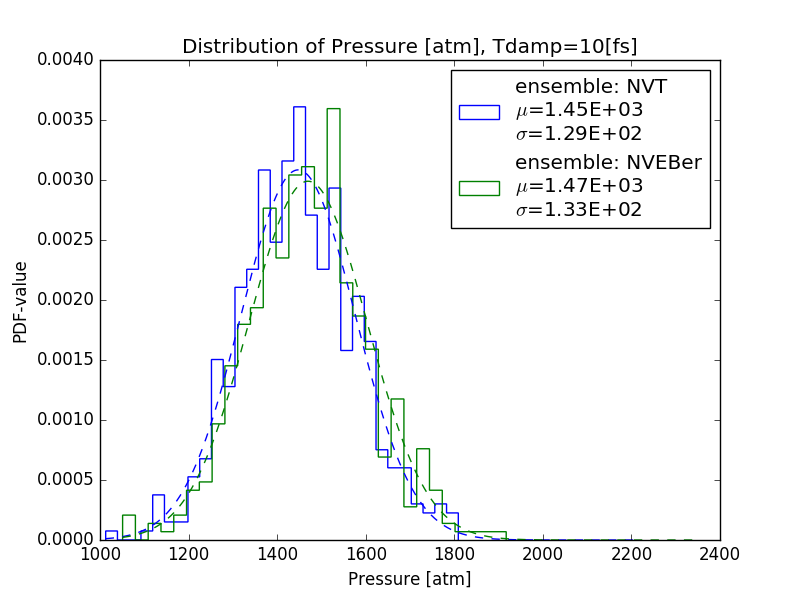 Distribution of Pressure [atm], Tdamp=10[fs]
ensemble: NVT
μ=1.45E+03
σ=1.29E+02
ensemble: NVEBer
μ=1.47E+03
σ=1.33E+02
PDF-value
0.0040
0.0035
0.0030
0.0025
0.0020
0.0015
0.0010
0.0005
0.0000
1000 1200 1400 1600 1800 2000 2200 2400
Pressure [atm]